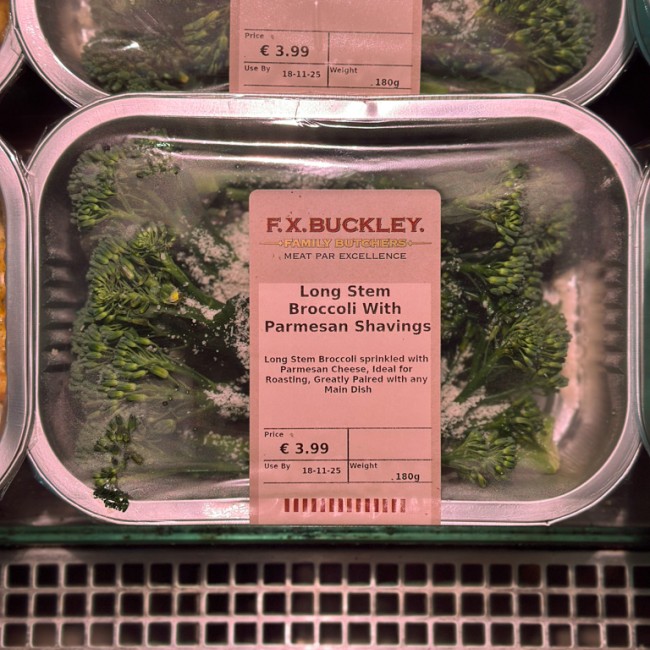 Price
€ 3.99
Use By 18-11-25 Weight 180g
F.X.BUCKLEY.
FAMILY BUTCHERS
MEAT PAR EXCELLENCE
Long Stem
Broccoli With
Parmesan Shavings
Long Stem Broccoli sprinkled with
Parmesan Cheese, Ideal for
Roasting, Greatly Paired with any
Main Dish
Price
€ 3.99
Use By 18-11-25 Weight 180g